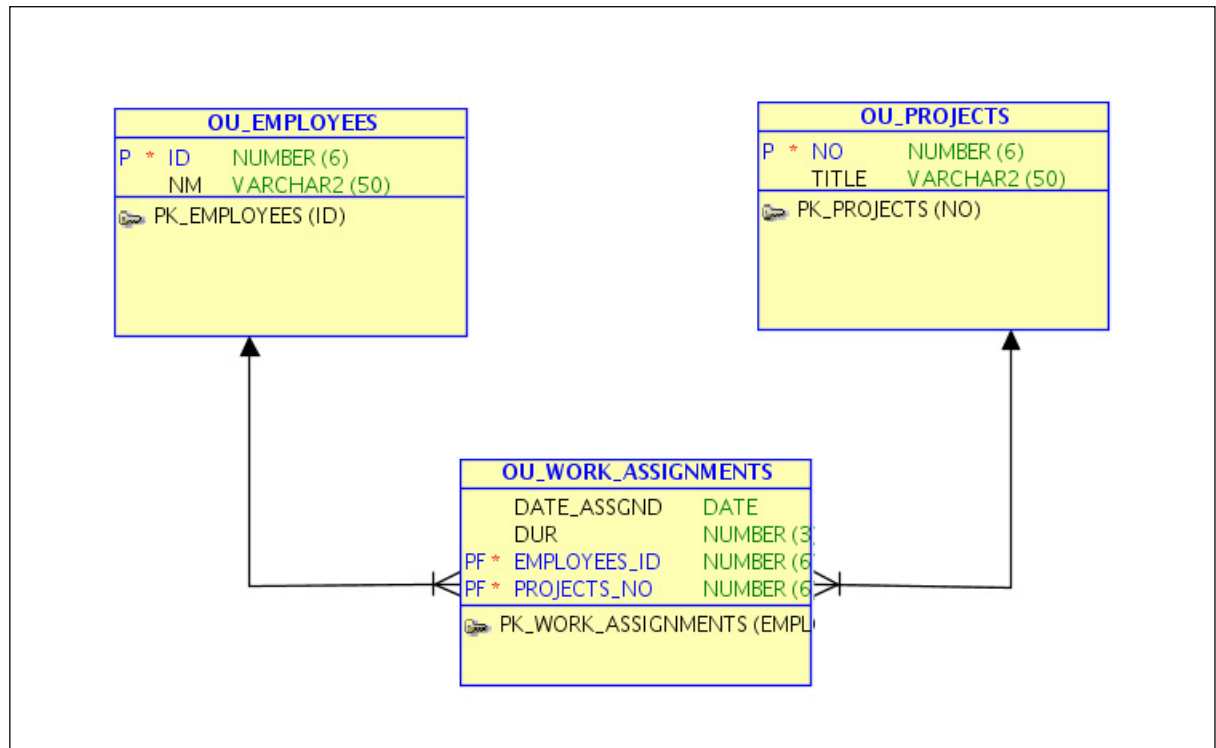 OU_EMPLOYEES
P * ID NUMBER (6)
NM VARCHAR2 (50)
PK_EMPLOYEES (ID)
OU_PROJECTS
P * NO NUMBER (6)
TITLE VARCHAR2 (50)
PK_PROJECTS (NO)
OU_WORK_ASSIGNMENTS
DATE_ASSGND DATE
DUR NUMBER (3
PF * EMPLOYEES_ID NUMBER (6
PF * PROJECTS_NO NUMBER (6
PK_WORK_ASSIGNMENTS (EMPL